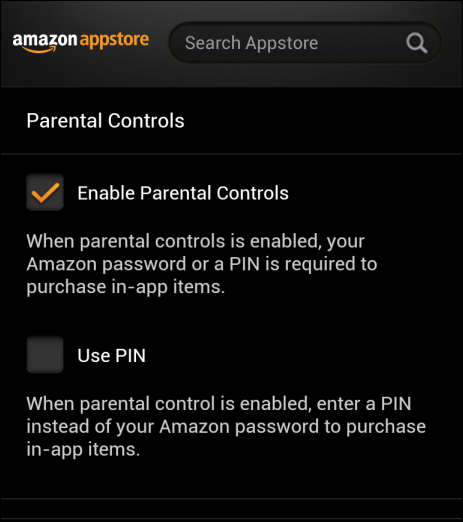 amazon appstore
Search Appstore
Parental Controls
Enable Parental Controls
When parental controls is enabled, your
Amazon password or a PIN is required to
purchase in-app items.
Use PIN
When parental control is enabled, enter a PIN
instead of your Amazon password to purchase
in-app items.